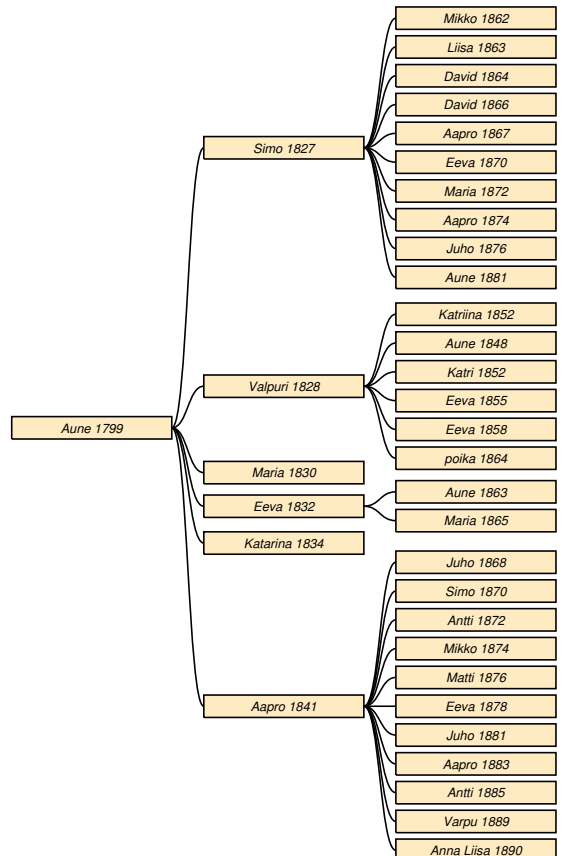 Aune 1799
Simo 1827
Mikko 1862
Liisa 1863
David 1864
David 1866
Aapro 1867
Eeva 1870
Maria 1872
Aapro 1874
Juho 1876
Aune 1881
Valpuri 1828
Katriina 1852
Aune 1848
Katri 1852
Eeva 1855
Eeva 1858
poika 1864
Maria 1830
Eeva 1832
Aune 1863
Maria 1865
Katarina 1834
Aapro 1841
Juho 1868
Simo 1870
Antti 1872
Mikko 1874
Matti 1876
Eeva 1878
Juho 1881
Aapro 1883
Antti 1885
Varpu 1889
Anna Liisa 1890